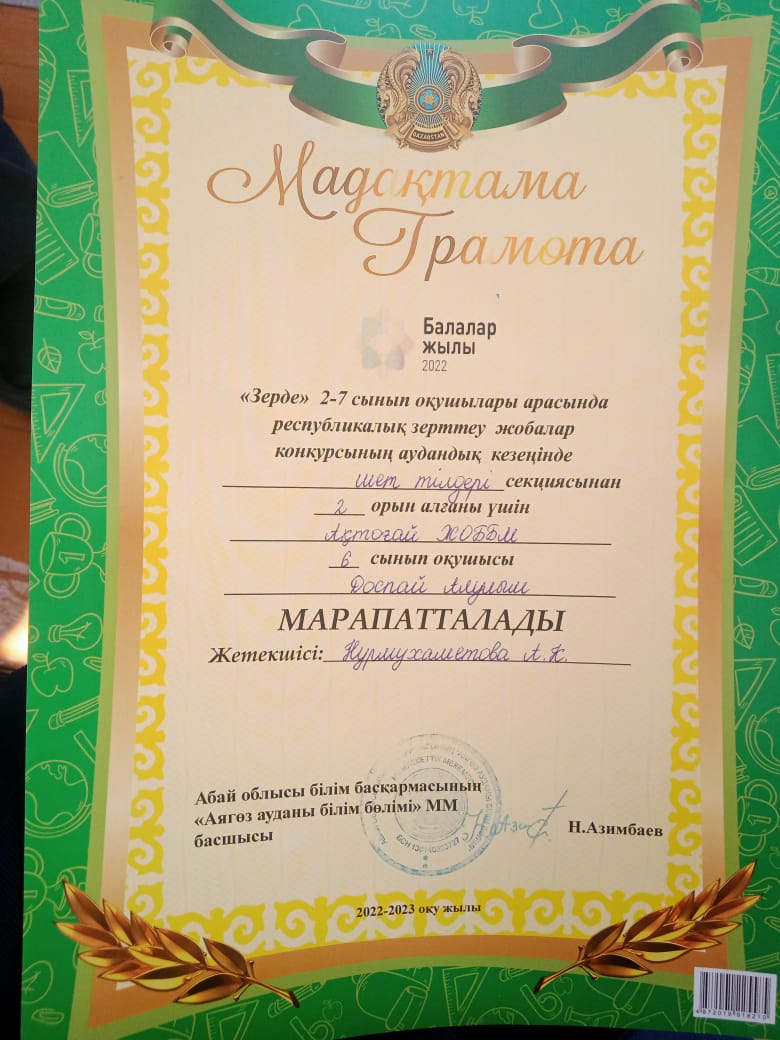 QAZAQSTAN
Мадақтама
Грамота
Балалар
жылы
2022
«Зерде» 2-7 сынып оқушылары арасында
республикалық зерттеу жобалар
конкурсының аудандық кезеңінде
шет тілдері секциясынан
2 орын алғаны үшін
Ақтоғай ЖОББМ
6 сынып оқушысы
Доспай
МАРАПАТТАЛАДЫ
Жетекшісі: Нурмухаметова А.К.
Абай облысы білім басқармасының
«Аягөз ауданы білім бөлімі» ММ
басшысы
Н.Азимбаев
2022-2023 оқу жылы